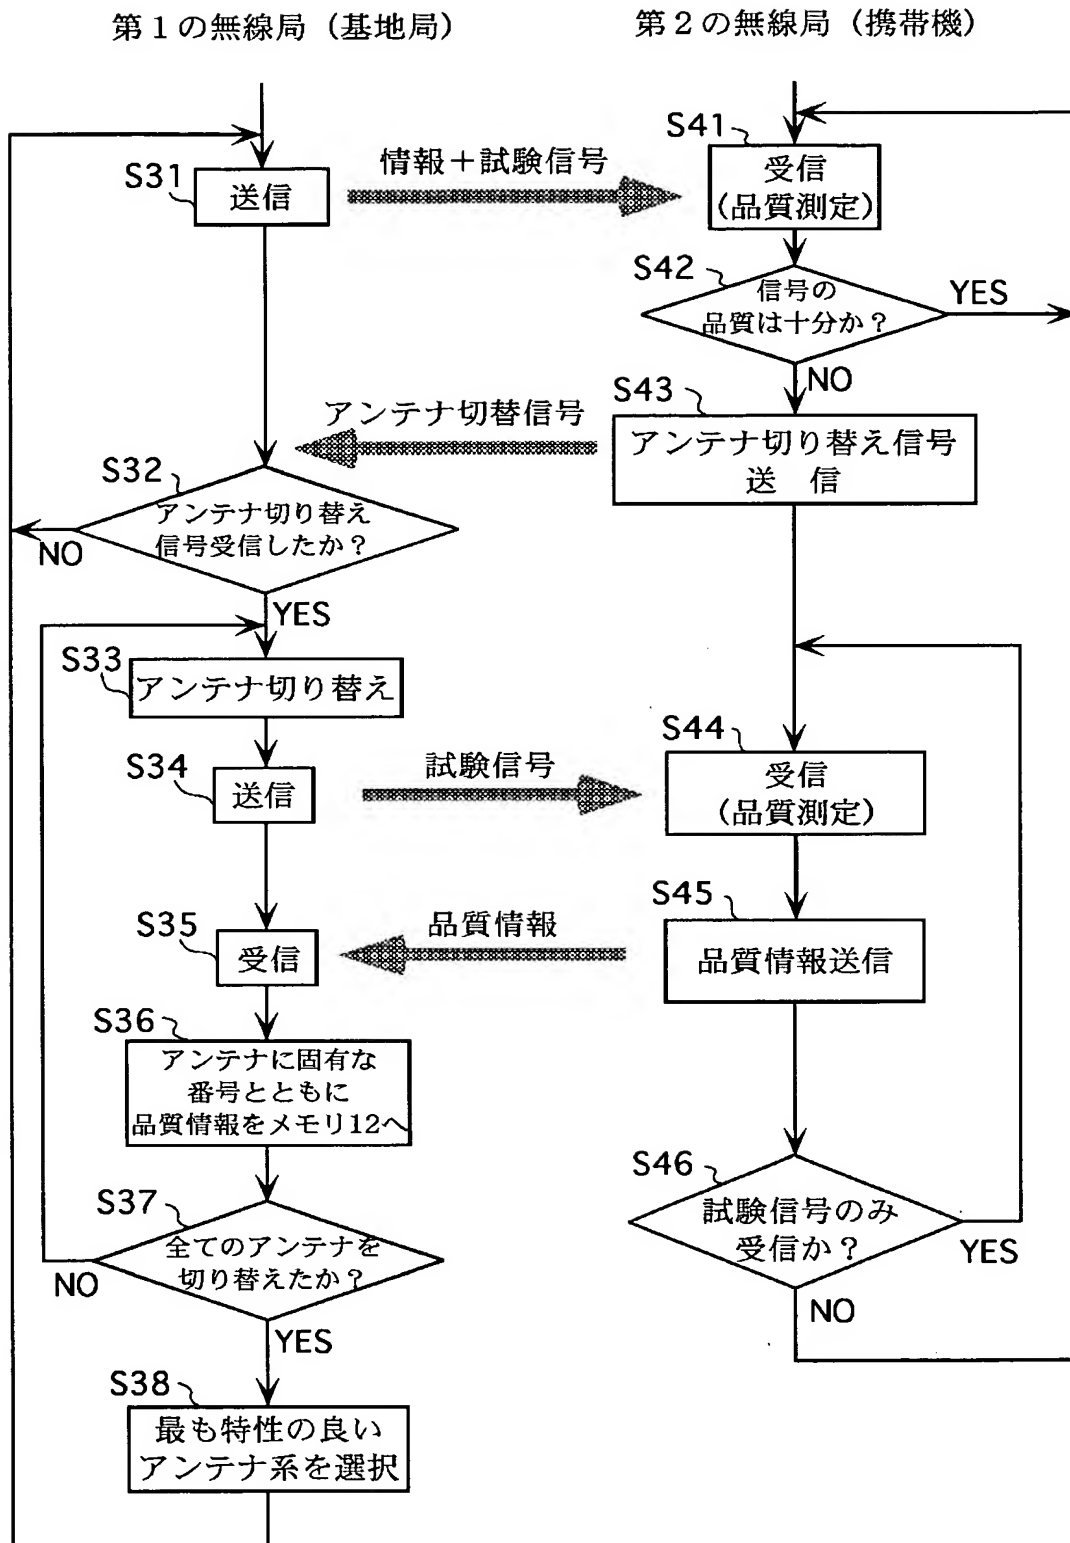 第1の無線局（基地局）
第2の無線局（携帯機）
S31
送信
情報＋試験信号
S41
受信
（品質測定）
S42
信号の
品質は十分か？
YES
NO
S43
アンテナ切り替え信号
送　信
アンテナ切替信号
S32
アンテナ切り替え
信号受信したか？
NO
YES
S33
アンテナ切り替え
S34
送信
試験信号
S44
受信
（品質測定）
S45
品質情報送信
品質情報
S35
受信
S36
アンテナに固有な
番号とともに
品質情報をメモリ12へ
S46
試験信号のみ
受信か？
YES
NO
S37
全てのアンテナを
切り替えたか？
NO
YES
S38
最も特性の良い
アンテナ系を選択